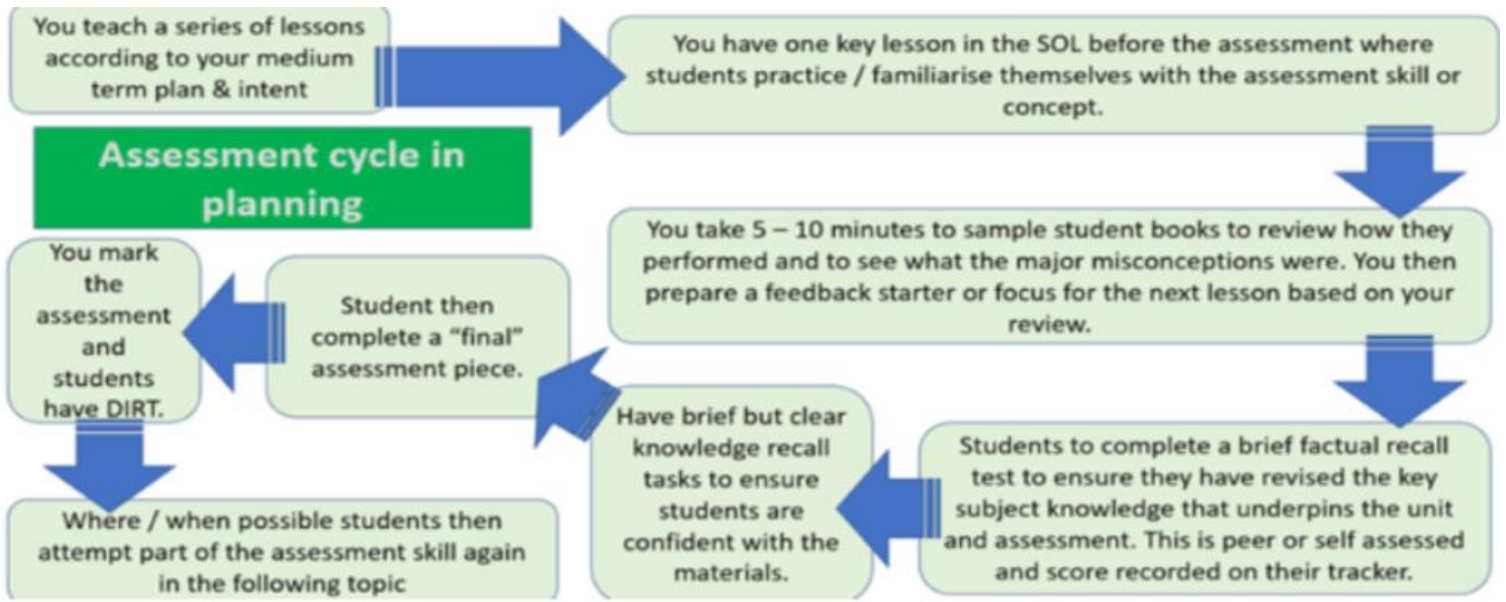 You teach a series of lessons
according to your medium
term plan & intent
You have one key lesson in the SOL before the assessment where
students practice / familiarise themselves with the assessment skill or
concept.
Assessment cycle in
planning
You take 5 – 10 minutes to sample student books to review how they
performed and to see what the major misconceptions were. You then
prepare a feedback starter or focus for the next lesson based on your
review.
Students to complete a brief factual recall
test to ensure they have revised the key
subject knowledge that underpins the unit
and assessment. This is peer or self assessed
and score recorded on their tracker.
Have brief but clear
knowledge recall
tasks to ensure
students are
confident with the
materials.
Student then
complete a “final”
assessment piece.
You mark
the
assessment
and
students
have DIRT.
Where / when possible students then
attempt part of the assessment skill again
in the following topic